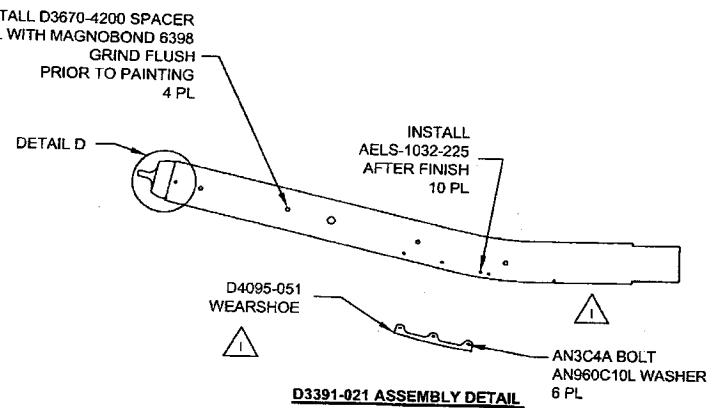 TALL D3670-4200 SPACER
WITH MAGNOBOND 6398
GRIND FLUSH
PRIOR TO PAINTING
4 PL
DETAIL D
INSTALL
AELS-1032-225
AFTER FINISH
10 PL
D4095-051
WEARSHOE
1
1
AN3C4A BOLT
AN960C10L WASHER
6 PL
D3391-021 ASSEMBLY DETAIL